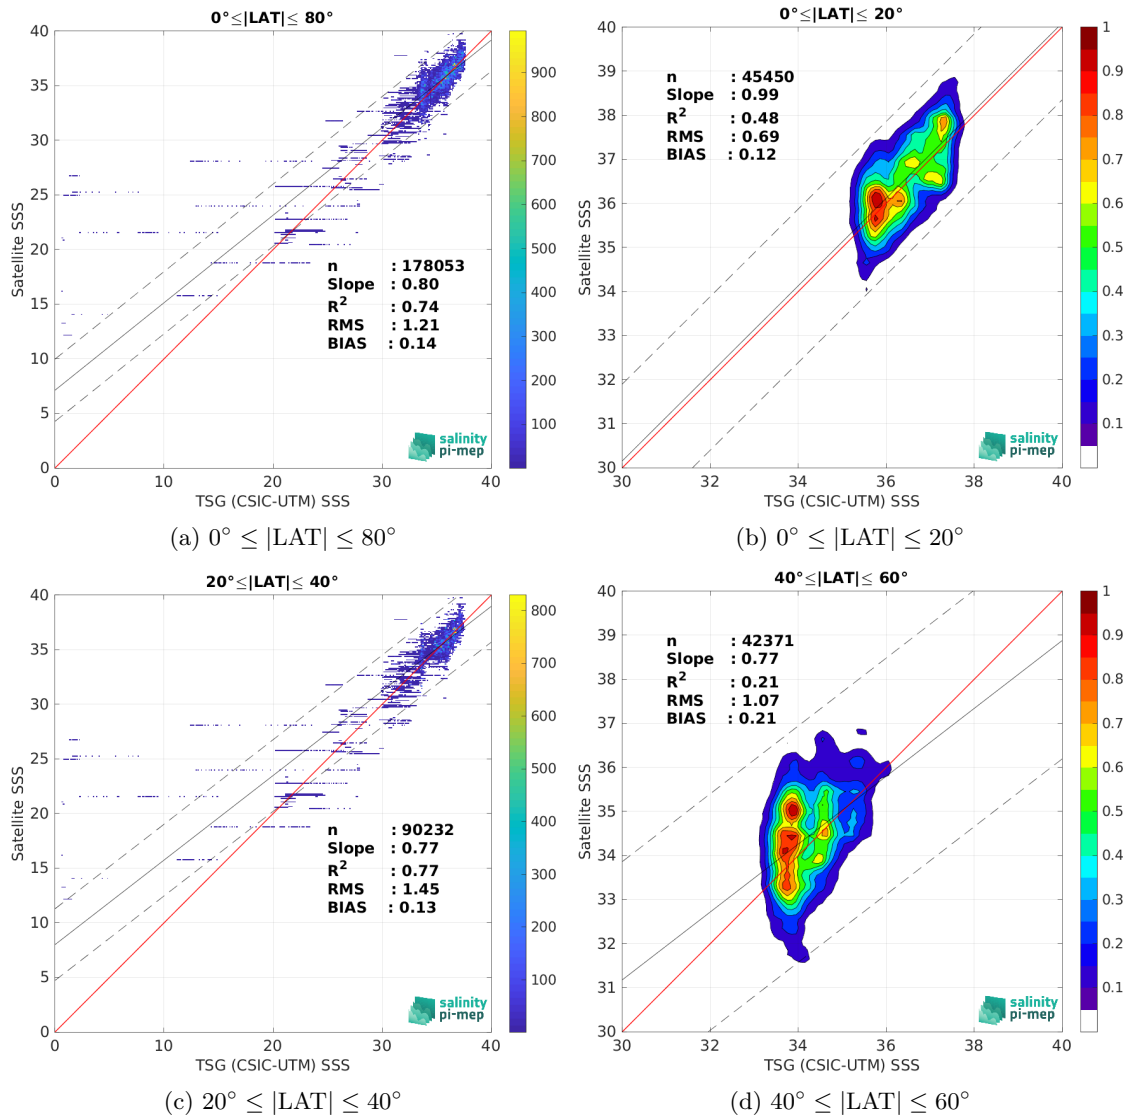 0°≤|LAT|≤ 80°
40
35
30
25
20
15
10
5
0
Satellite SSS
n : 178053
Slope : 0.80
R² : 0.74
RMS : 1.21
BIAS : 0.14
salinity
pi-mep
0 10 20 30 40
TSG (CSIC-UTM) SSS
900
800
700
600
500
400
300
200
100
(a) 0° ≤ |LAT| ≤ 80°
0°≤|LAT|≤ 20°
40
39
38
37
36
35
34
33
32
31
30
Satellite SSS
n : 45450
Slope : 0.99
R² : 0.48
RMS : 0.69
BIAS : 0.12
salinity
pi-mep
30 32 34 36 38 40
TSG (CSIC-UTM) SSS
1
0.9
0.8
0.7
0.6
0.5
0.4
0.3
0.2
0.1
(b) 0° ≤ |LAT| ≤ 20°
20°≤|LAT|≤ 40°
40
35
30
25
20
15
10
5
0
Satellite SSS
n : 90232
Slope : 0.77
R² : 0.77
RMS : 1.45
BIAS : 0.13
salinity
pi-mep
0 10 20 30 40
TSG (CSIC-UTM) SSS
800
700
600
500
400
300
200
100
(c) 20° ≤ |LAT| ≤ 40°
40°≤|LAT|≤ 60°
40
39
38
37
36
35
34
33
32
31
30
Satellite SSS
n : 42371
Slope : 0.77
R² : 0.21
RMS : 1.07
BIAS : 0.21
salinity
pi-mep
30 32 34 36 38 40
TSG (CSIC-UTM) SSS
1
0.9
0.8
0.7
0.6
0.5
0.4
0.3
0.2
0.1
(d) 40° ≤ |LAT| ≤ 60°